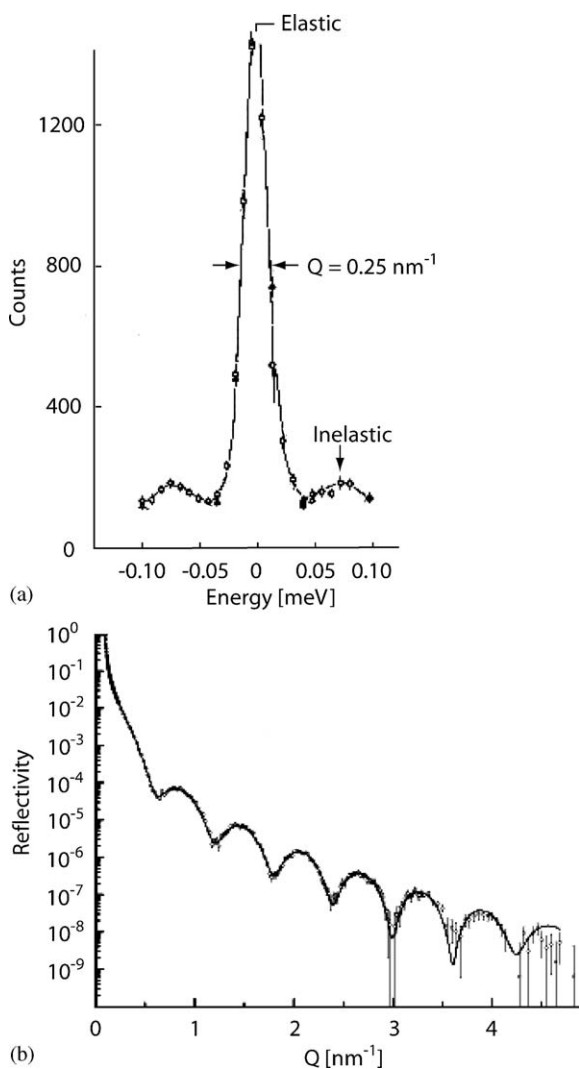 Elastic
1200
800
Q = 0.25 nm⁻¹
Counts
400
Inelastic
0
-0.10 -0.05 0 0.05 0.10
(a)
Energy [meV]
10⁰
10⁻¹
10⁻²
10⁻³
10⁻⁴
10⁻⁵
10⁻⁶
10⁻⁷
10⁻⁸
10⁻⁹
Reflectivity
0 1 2 3 4
(b)
Q [nm⁻¹]